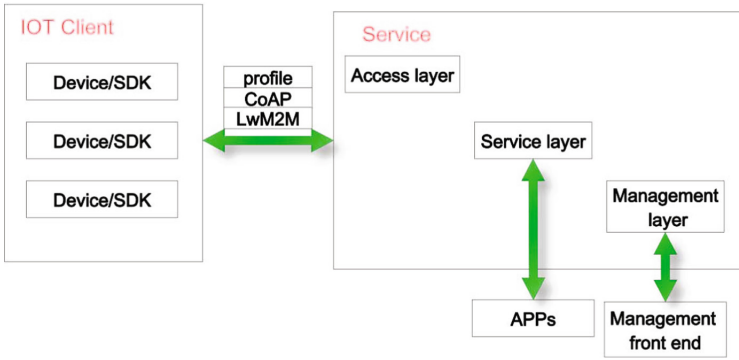 IOT Client
Device/SDK
Device/SDK
Device/SDK
profile
CoAP
LwM2M
Service
Access layer
Service layer
Management
layer
APPs
Management
front end